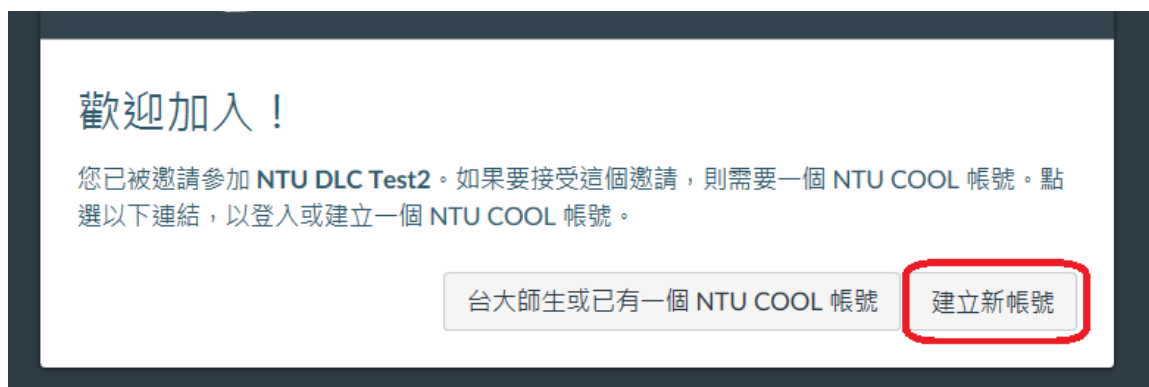 歡迎加入！
您已被邀請參加 NTU DLC Test2。如果要接受這個邀請，則需要一個 NTU COOL 帳號。點
選以下連結，以登入或建立一個 NTU COOL 帳號。
台大師生或已有一個 NTU COOL 帳號
建立新帳號